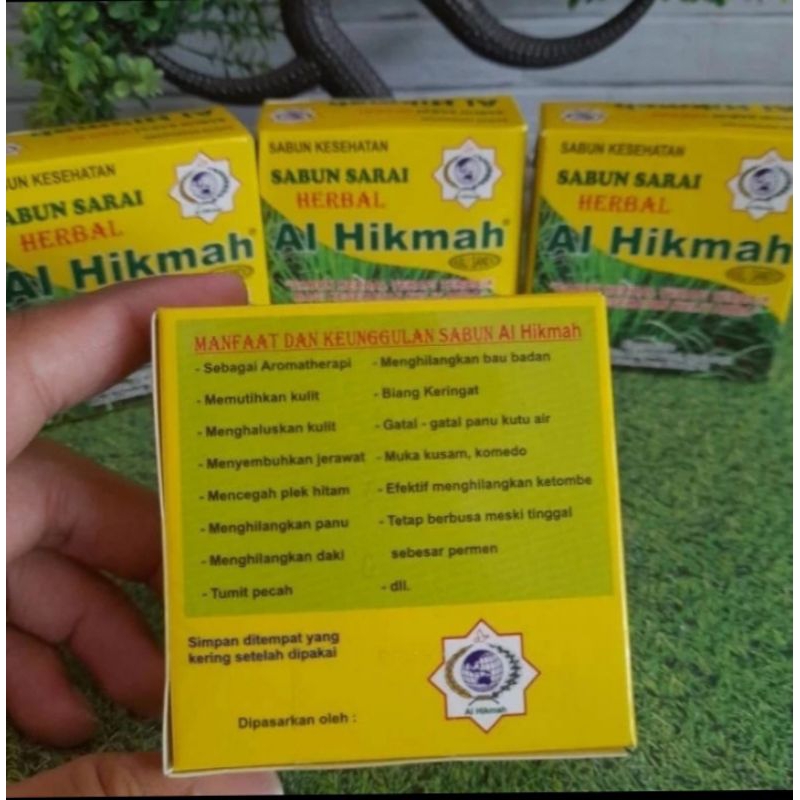 UN KESEHATAN
ABUN SARAI
HERBAL
Al Hikmah
SABUN KESEHATAN
SABUN SARAI
HERBAL
Al Hikmah®
SABUN KESEHATAN
SABUN SARAI
HERBAL
Al Hikmah
MANFAAT DAN KEUNGGULAN SABUN Al Hikmah
- Sebagai Aromatherapi
- Memutihkan kulit
- Menghaluskan kulit
- Menyembuhkan jerawat
- Mencegah plek hitam
- Menghilangkan panu
- Menghilangkan daki
- Tumit pecah
- Menghilangkan bau badan
- Biang Keringat
- Gatal - gatal panu kutu air
- Muka kusam, komedo
- Efektif menghilangkan ketombe
- Tetap berbusa meski tinggal
sebesar permen
- dll.
Simpan ditempat yang
kering setelah dipakai
Dipasarkan oleh :
Al Hikmah